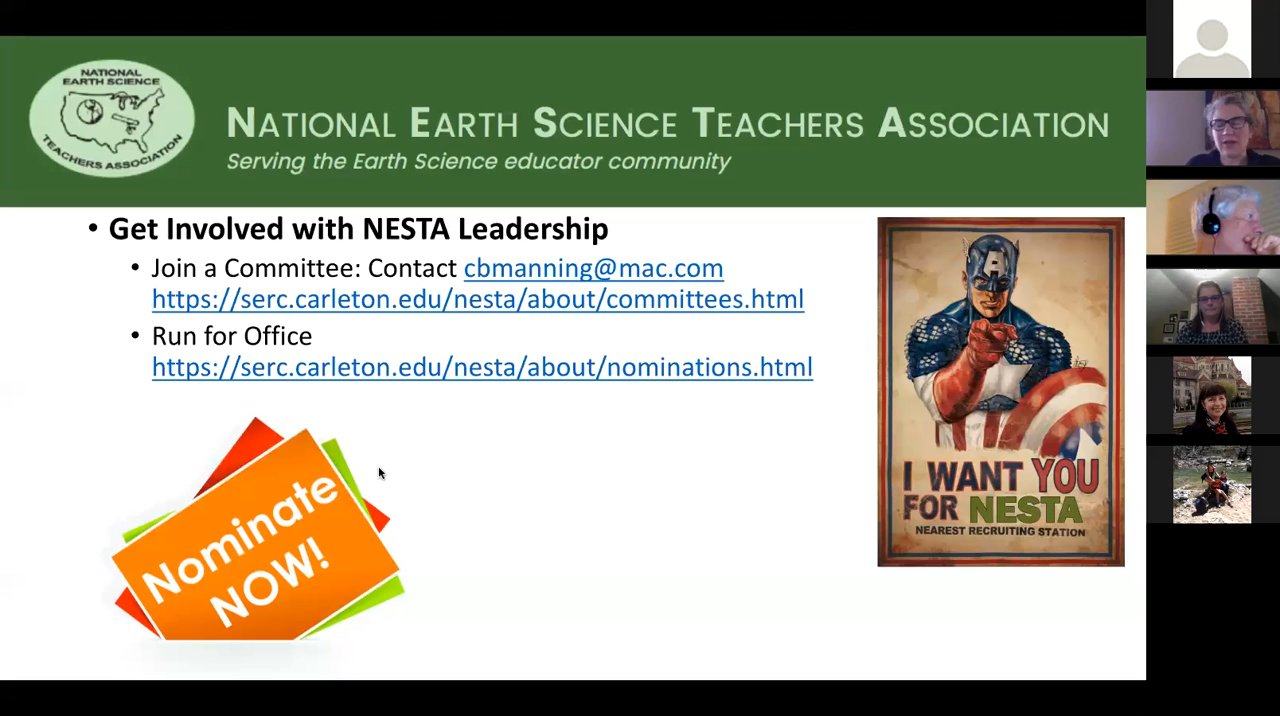 NATIONAL
EARTH SCIENCE
TEACHERS ASSOCIATION
NATIONAL EARTH SCIENCE TEACHERS ASSOCIATION
Serving the Earth Science educator community
• Get Involved with NESTA Leadership
• Join a Committee: Contact cbmanning@mac.com
https://serc.carleton.edu/nesta/about/committees.html
• Run for Office
https://serc.carleton.edu/nesta/about/nominations.html
Nominate
NOW!
A
I WANT YOU
FOR NESTA
NEAREST RECRUITING STATION